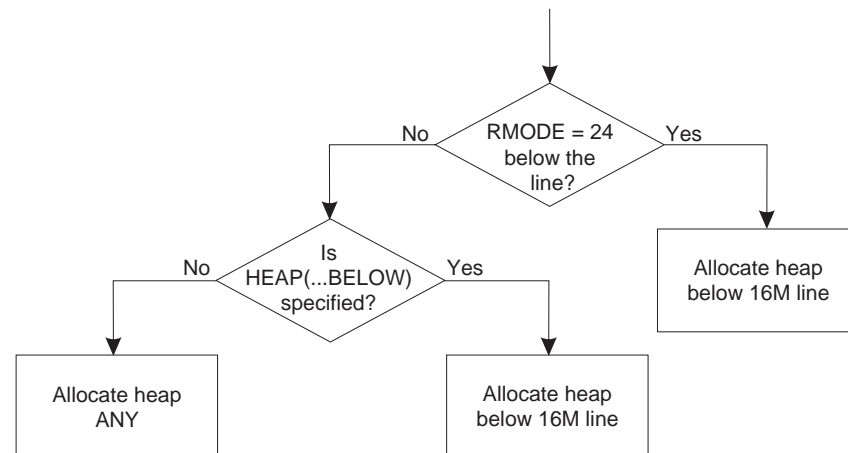 RMODE = 24
below the
line?
No
Yes
Is
HEAP(...BELOW)
specified?
No
Yes
Allocate heap
below 16M line
Allocate heap
ANY
Allocate heap
below 16M line